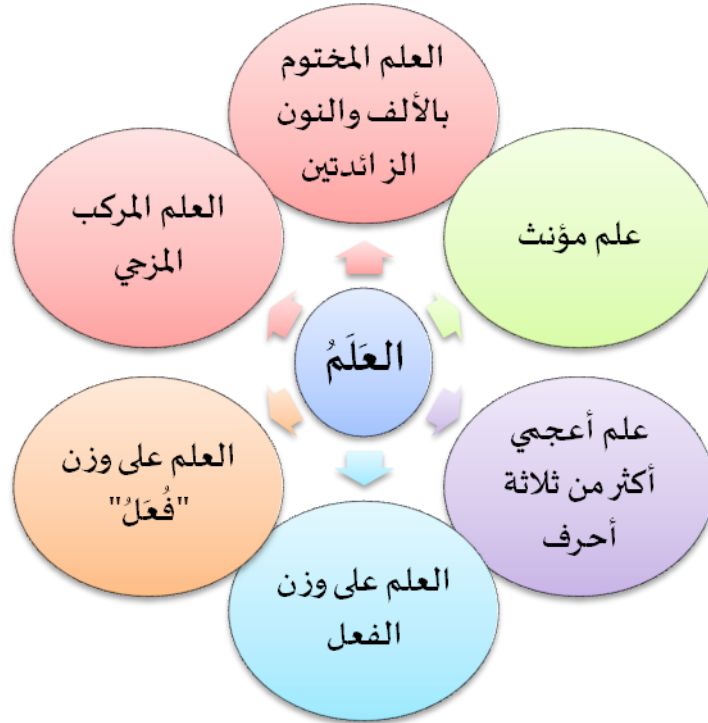 العلم المختوم
بالألف والنون
الزائدتين
علم مؤنث
العلم المركب
المزجي
العَلَمُ
علم أعجمي
أكثر من ثلاثة
أحرف
العلم على وزن
"فُعَلُ"
العلم على وزن
الفعل